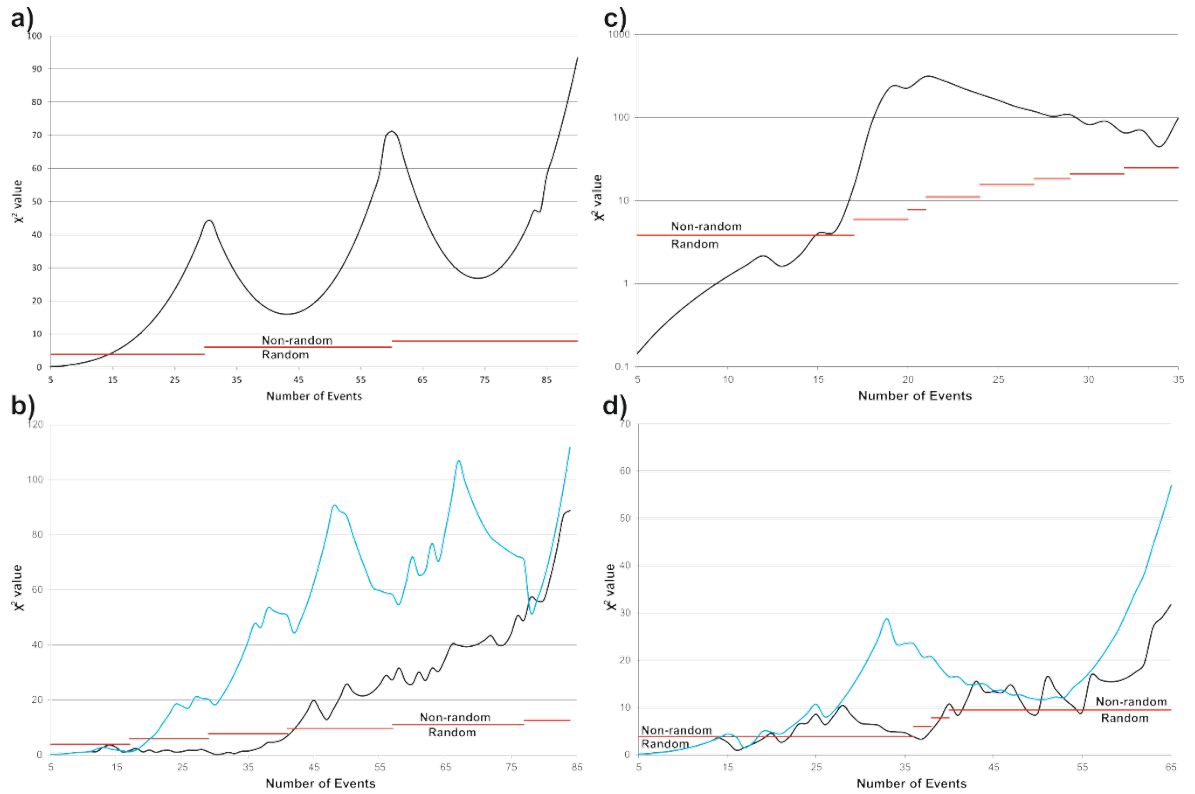 a)
100
90
80
70
60
50
40
30
20
10
0
χ² value
Non-random
Random
5 15 25 35 45 55 65 75 85
Number of Events
c)
1000
100
10
1
0.1
χ² value
Non-random
Random
5 10 15 20 25 30 35
Number of Events
b)
120
100
80
60
40
20
0
χ² value
Non-random
Random
5 15 25 35 45 55 65 75 85
Number of Events
d)
70
60
50
40
30
20
10
0
χ² value
Non-random
Random
Non-random
Random
5 15 25 35 45 55 65
Number of Events